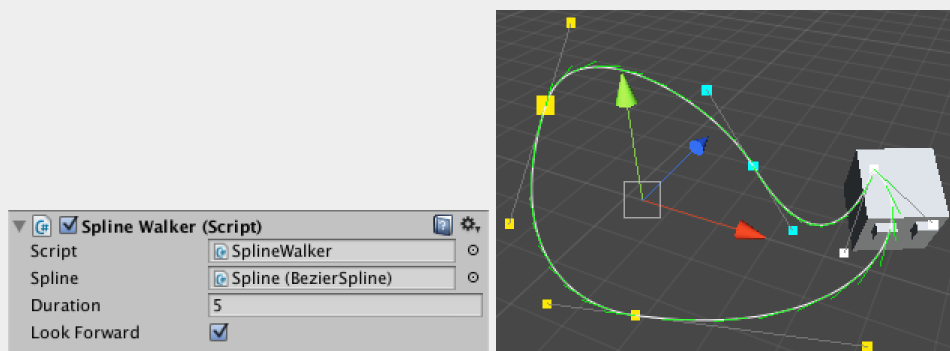 Spline Walker (Script)
Script SplineWalker
Spline Spline (BezierSpline)
Duration 5
Look Forward